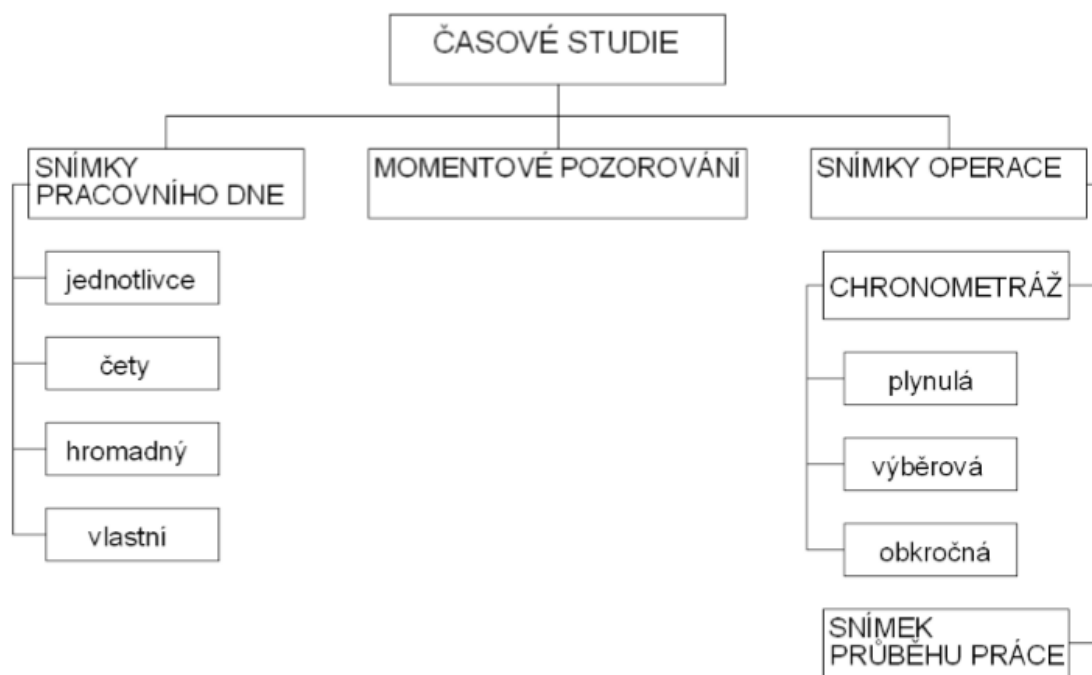 ČASOVÉ STUDIE
SNÍMKY
PRACOVNÍHO DNE
MOMENTOVÉ POZOROVÁNÍ
SNÍMKY OPERACE
jednotlivce
čety
hromadný
vlastní
CHRONOMETRÁŽ
plynulá
výběrová
obkročná
SNÍMEK
PRŮBĚHU PRÁCE